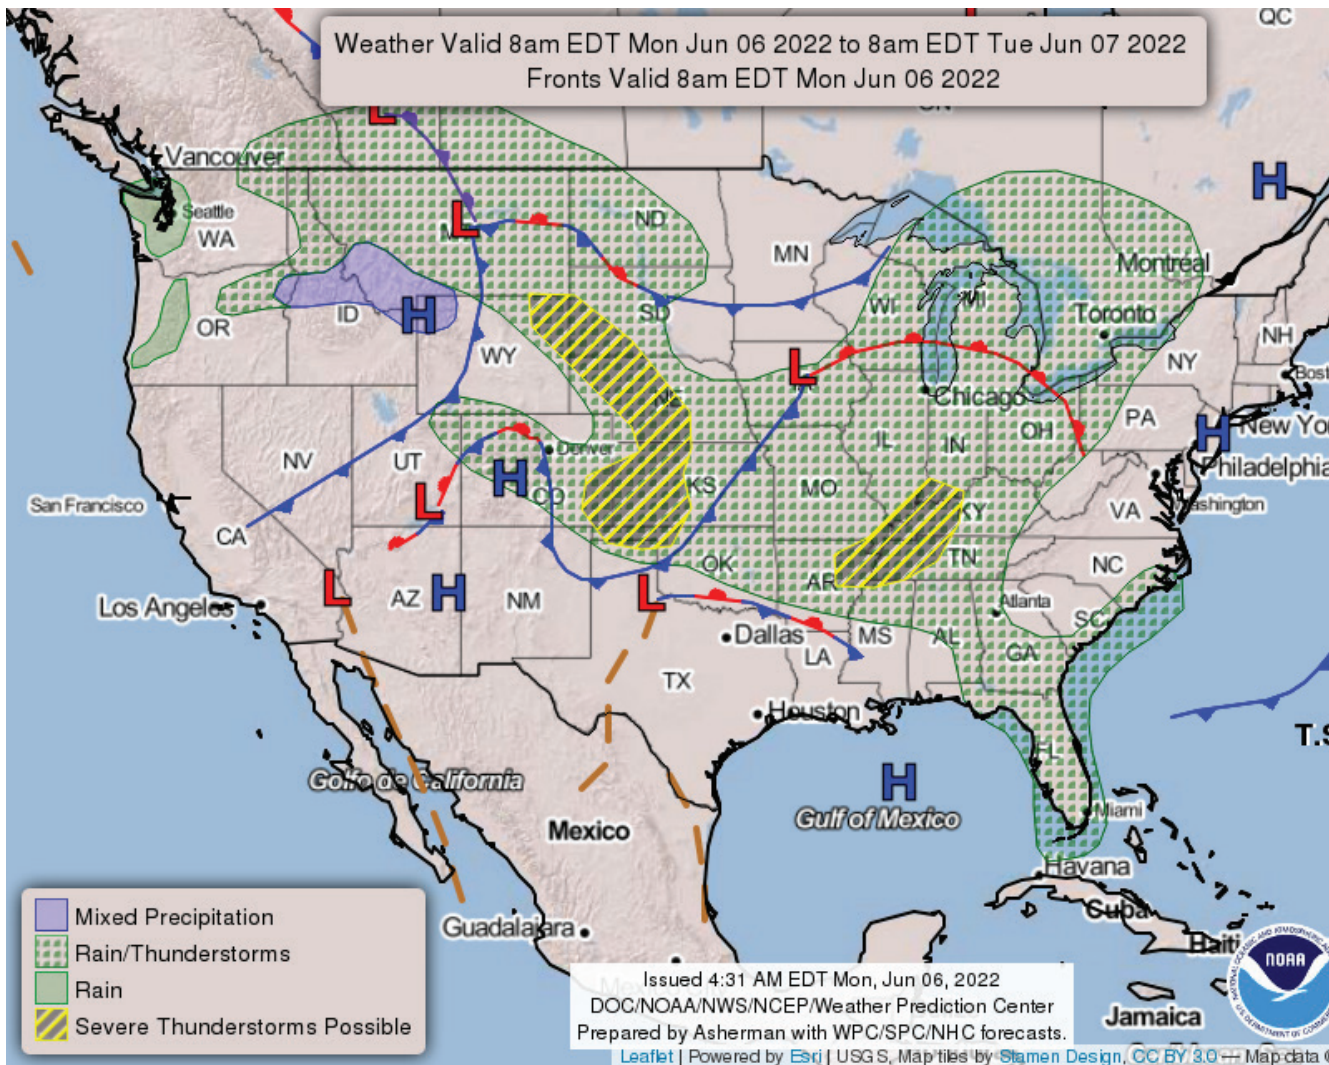 QC
Weather Valid 8am EDT Mon Jun 06 2022 to 8am EDT Tue Jun 07 2022
Fronts Valid 8am EDT Mon Jun 06 2022
L
Vancouver
H
Seattle
WA
L
ND
MN
Montréal
OR
ID
H
SD
WI
MI
Toronto
NH
NY
WY
L
Bost
NE
Chicago
PA
NV
UT
Denver
IL
IN
OH
H
New Yor
Philadelphia
H
CO
KS
MO
San Francisco
L
KY
VA
Washington
CA
OK
TN
NC
Los Angeles
L
AZ
H
NM
L
AR
Atlanta
SC
Dallas
MS
AL
GA
LA
TX
Houston
T.S
FL
Golfo de California
H
Miami
Mexico
Gulf of Mexico
Havana
Cuba
Guadalajara
Haiti
Mixed Precipitation
Rain/Thunderstorms
Rain
Severe Thunderstorms Possible
Issued 4:31 AM EDT Mon, Jun 06, 2022
DOC/NOAA/NWS/NCEP/Weather Prediction Center
Prepared by Asherman with WPC/SPC/NHC forecasts.
Jamaica
NOAA
Leaflet | Powered by Esri | USGS, Map tiles by Stamen Design, CC BY 3.0 — Map data ©